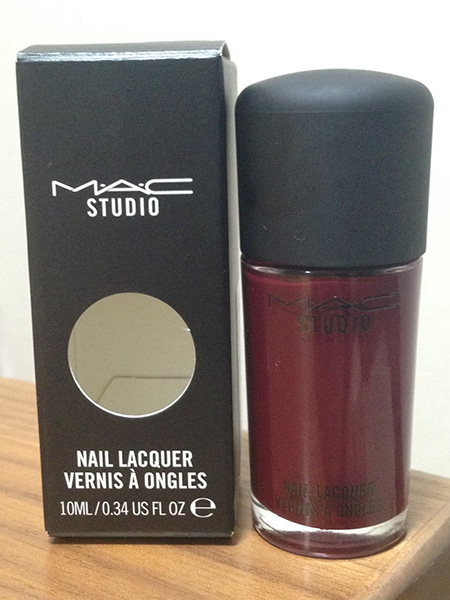 M·A·C
STUDIO
NAIL LACQUER
VERNIS À ONGLES
10ML/0.34 US FL OZ ℮
M·A·C
STUDIO
NAIL LACQUER
VERNIS À ONGLES